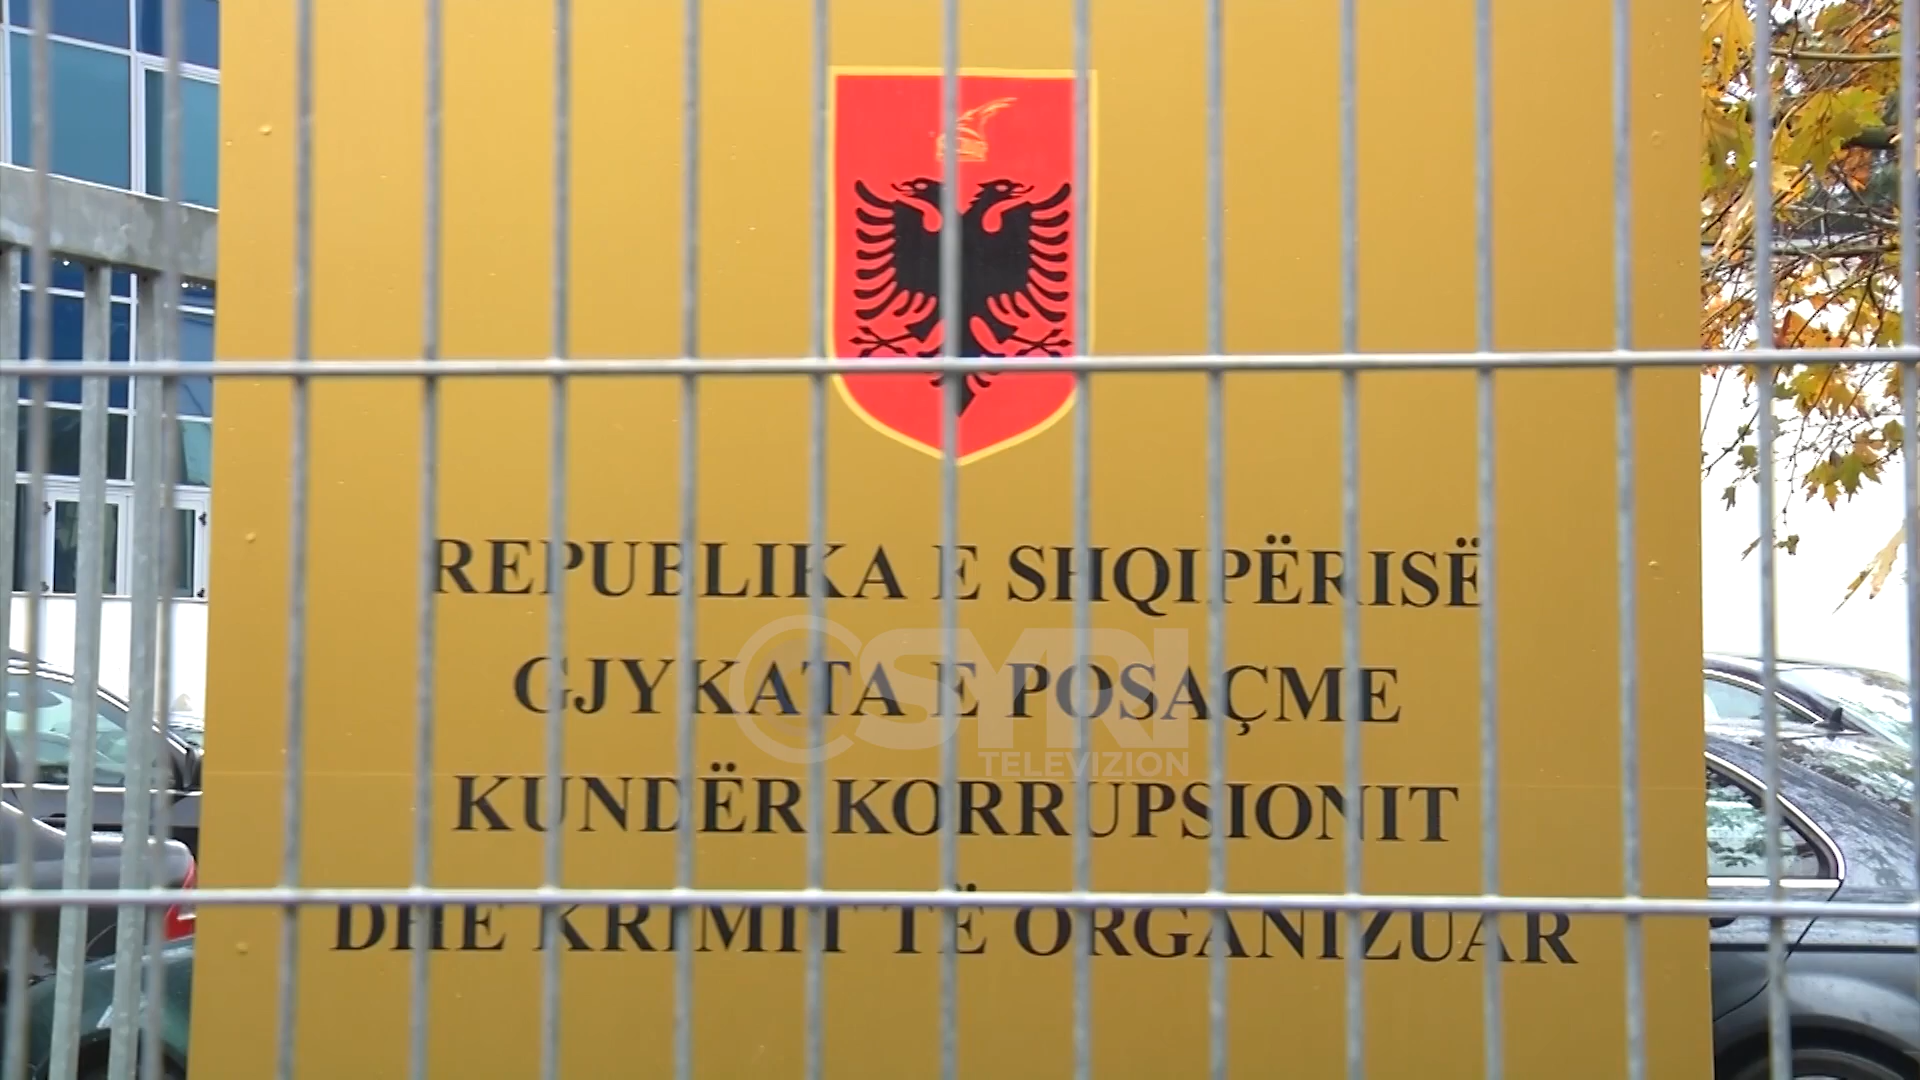 REPUBLIKA E SHQIPËRISË
GJYKATA E POSAÇME
SYRI
TELEVIZION
KUNDËR KORRUPSIONIT
DHE KRIMIT TË ORGANIZUAR